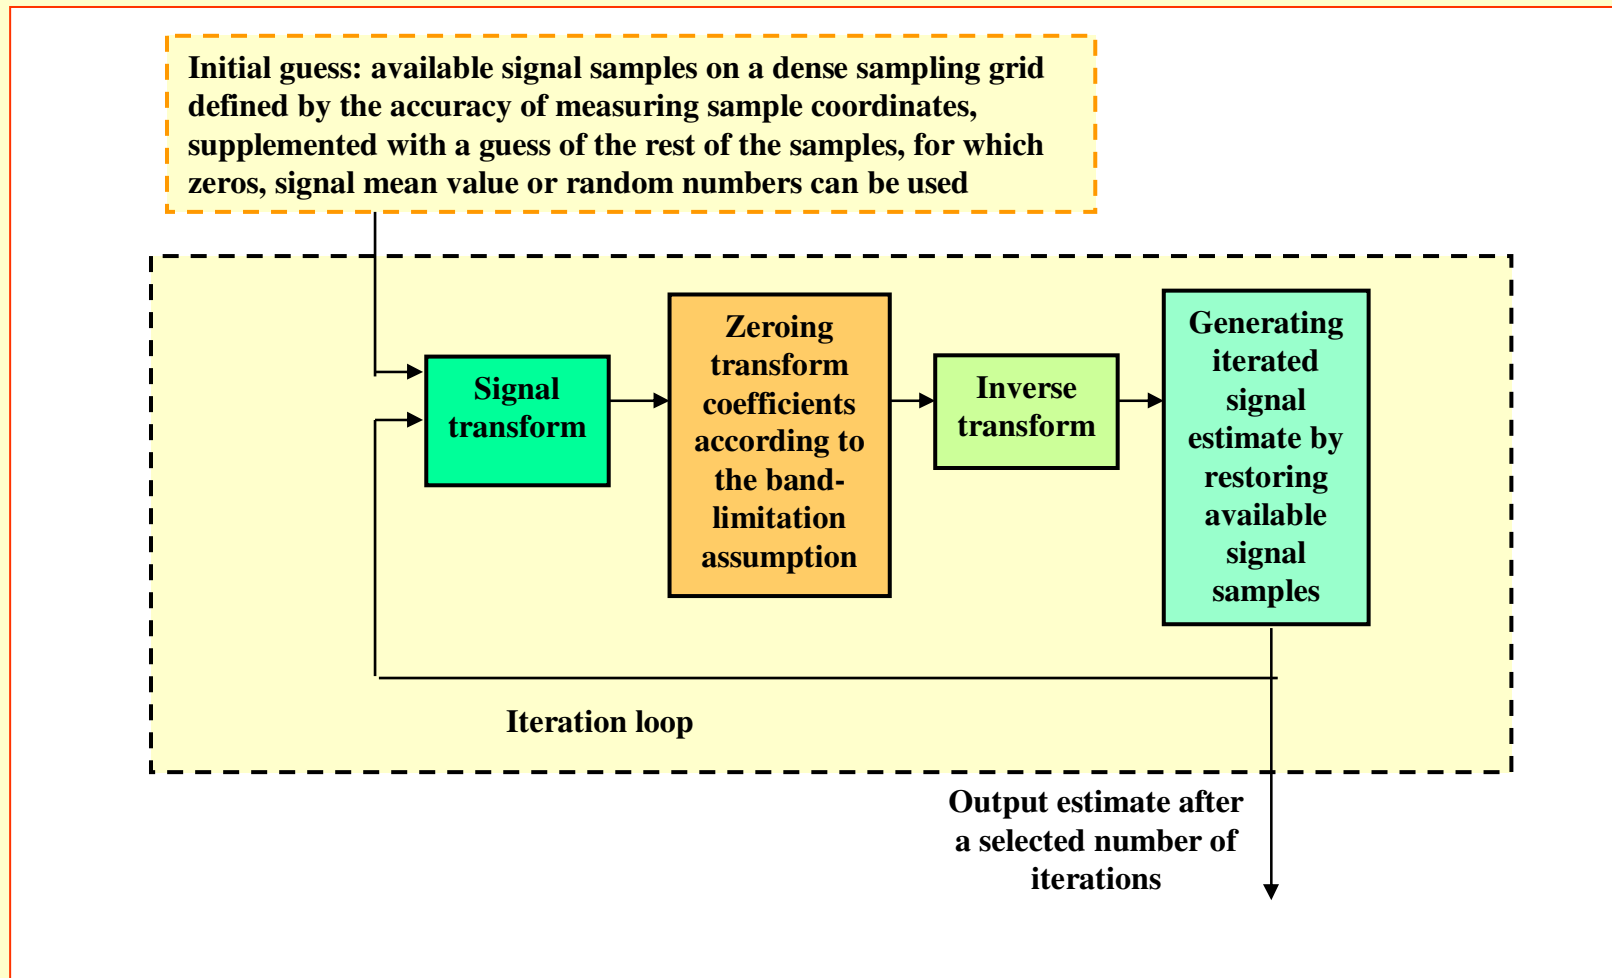 Initial guess: available signal samples on a dense sampling grid
defined by the accuracy of measuring sample coordinates,
supplemented with a guess of the rest of the samples, for which
zeros, signal mean value or random numbers can be used
Signal
transform
Zeroing
transform
coefficients
according to
the band-
limitation
assumption
Inverse
transform
Generating
iterated
signal
estimate by
restoring
available
signal
samples
Iteration loop
Output estimate after
a selected number of
iterations